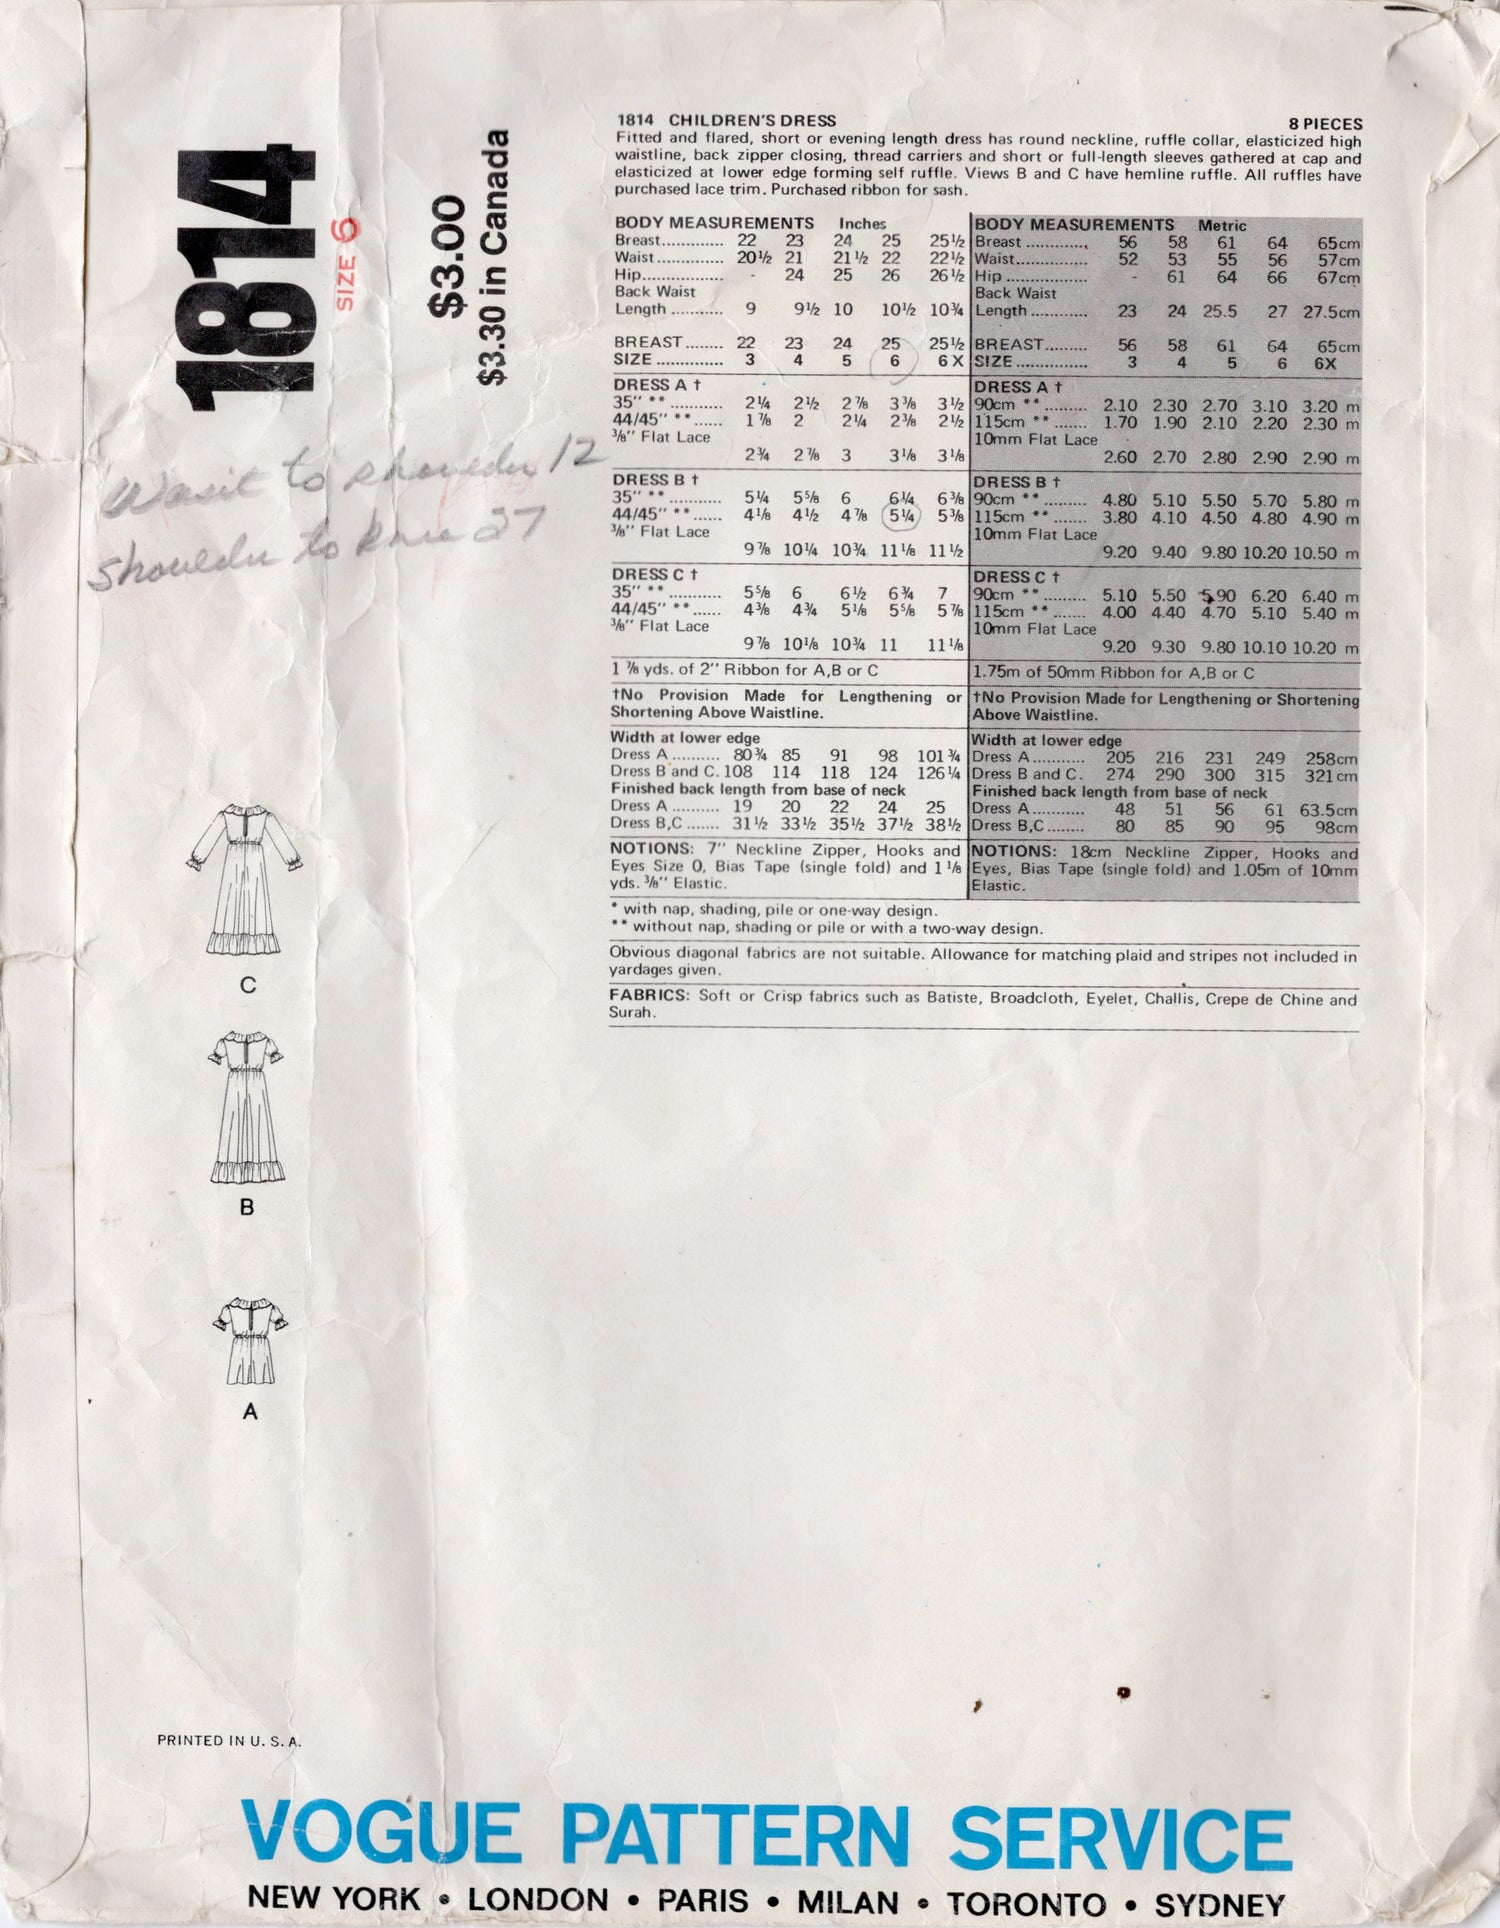 1814
SIZE 6
$3.00
$3.30 in Canada
Wasit to shoueldu 12
shoueldu to knee 27
1814 CHILDREN'S DRESS 8 PIECES
Fitted and flared, short or evening length dress has round neckline, ruffle collar, elasticized high
waistline, back zipper closing, thread carriers and short or full-length sleeves gathered at cap and
elasticized at lower edge forming self ruffle. Views B and C have hemline ruffle. All ruffles have
purchased lace trim. Purchased ribbon for sash.
BODY MEASUREMENTS Inches
Breast............. 22 23 24 25 25½
Waist.............. 20½ 21 21½ 22 22½
Hip................. - 24 25 26 26½
Back Waist
Length ........... 9 9½ 10 10½ 10¾
BREAST........ 22 23 24 25 25½
SIZE .............. 3 4 5 6 6X
DRESS A †
35" ** ........... 2¼ 2½ 2⅞ 3⅜ 3½
44/45" **...... 1⅞ 2 2¼ 2⅜ 2½
⅜" Flat Lace
2¾ 2⅞ 3 3⅛ 3⅛
DRESS B †
35" ** ........... 5¼ 5⅝ 6 6¼ 6⅜
44/45" **...... 4⅛ 4½ 4⅞ 5¼ 5⅜
⅜" Flat Lace
9⅞ 10¼ 10¾ 11⅛ 11½
DRESS C †
35" ** ........... 5⅝ 6 6½ 6¾ 7
44/45" **...... 4⅜ 4¾ 5⅛ 5⅝ 5⅞
⅜" Flat Lace
9⅞ 10⅛ 10¾ 11 11⅛
1 ⅞ yds. of 2" Ribbon for A,B or C
†No Provision Made for Lengthening or
Shortening Above Waistline.
Width at lower edge
Dress A .......... 80¾ 85 91 98 101¾
Dress B and C. 108 114 118 124 126¼
Finished back length from base of neck
Dress A .......... 19 20 22 24 25
Dress B,C ....... 31½ 33½ 35½ 37½ 38½
NOTIONS: 7" Neckline Zipper, Hooks and
Eyes Size 0, Bias Tape (single fold) and 1⅛
yds. ⅜" Elastic.
BODY MEASUREMENTS Metric
Breast ............. 56 58 61 64 65cm
Waist............... 52 53 55 56 57cm
Hip ................. - 61 64 66 67cm
Back Waist
Length ............ 23 24 25.5 27 27.5cm
BREAST......... 56 58 61 64 65cm
SIZE............... 3 4 5 6 6X
DRESS A †
90cm ** ......... 2.10 2.30 2.70 3.10 3.20 m
115cm ** ....... 1.70 1.90 2.10 2.20 2.30 m
10mm Flat Lace
2.60 2.70 2.80 2.90 2.90 m
DRESS B †
90cm ** ......... 4.80 5.10 5.50 5.70 5.80 m
115cm ** ....... 3.80 4.10 4.50 4.80 4.90 m
10mm Flat Lace
9.20 9.40 9.80 10.20 10.50 m
DRESS C †
90cm ** ......... 5.10 5.50 5.90 6.20 6.40 m
115cm ** ....... 4.00 4.40 4.70 5.10 5.40 m
10mm Flat Lace
9.20 9.30 9.80 10.10 10.20 m
1.75m of 50mm Ribbon for A,B or C
†No Provision Made for Lengthening or Shortening
Above Waistline.
Width at lower edge
Dress A........... 205 216 231 249 258cm
Dress B and C. 274 290 300 315 321cm
Finished back length from base of neck
Dress A........... 48 51 56 61 63.5cm
Dress B,C........ 80 85 90 95 98cm
NOTIONS: 18cm Neckline Zipper, Hooks and
Eyes, Bias Tape (single fold) and 1.05m of 10mm
Elastic.
* with nap, shading, pile or one-way design.
** without nap, shading or pile or with a two-way design.
Obvious diagonal fabrics are not suitable. Allowance for matching plaid and stripes not included in
yardages given.
FABRICS: Soft or Crisp fabrics such as Batiste, Broadcloth, Eyelet, Challis, Crepe de Chine and
Surah.
C
B
A
PRINTED IN U. S. A.
VOGUE PATTERN SERVICE
NEW YORK • LONDON • PARIS • MILAN • TORONTO • SYDNEY